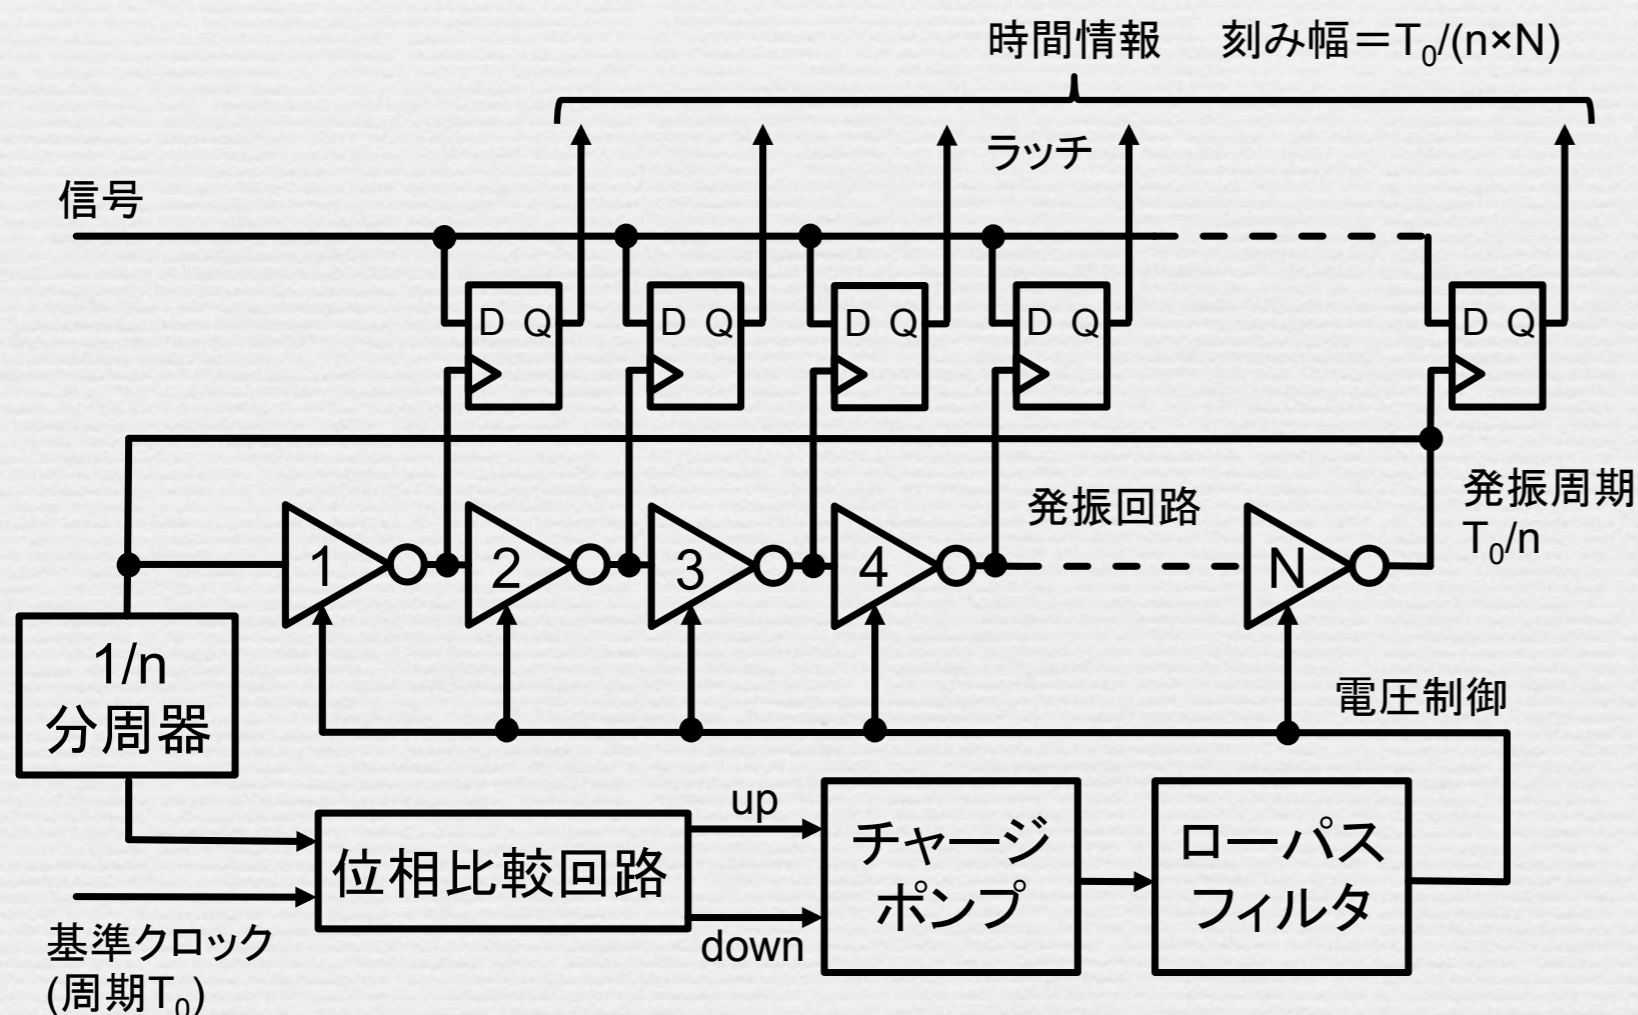 時間情報 刻み幅＝T₀/(n×N)
ラッチ
信号
D Q
D Q
D Q
D Q
D Q
発振回路
発振周期
T₀/n
1
2
3
4
N
1/n
分周器
電圧制御
位相比較回路
up
down
チャージ
ポンプ
ローパス
フィルタ
基準クロック
(周期T₀)